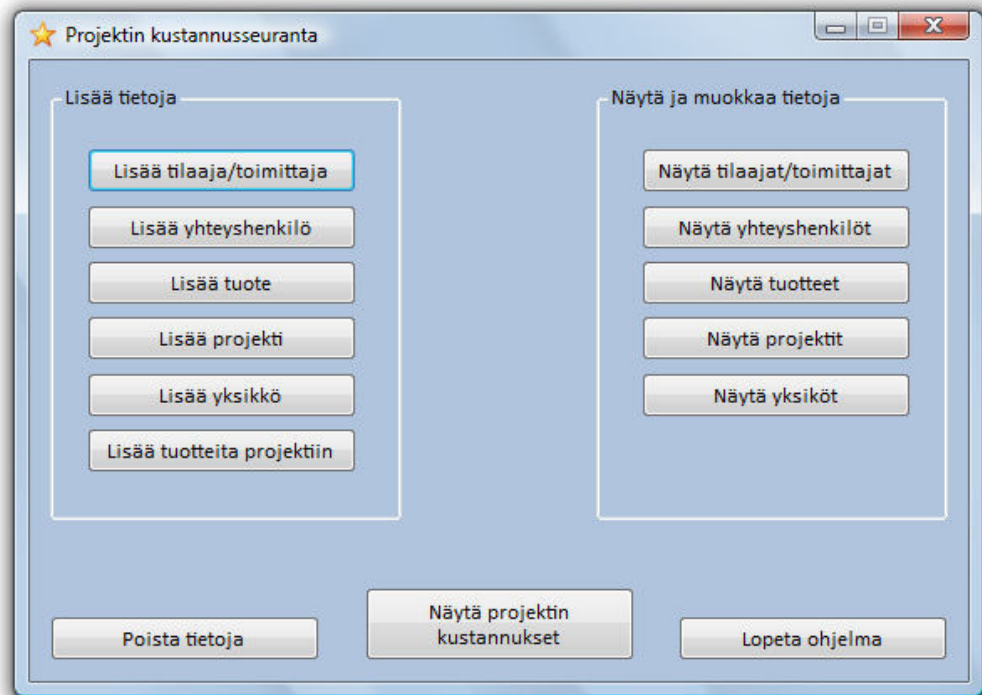 Projektin kustannusseuranta
Lisää tietoja
Lisää tilaaja/toimittaja
Lisää yhteyshenkilö
Lisää tuote
Lisää projekti
Lisää yksikkö
Lisää tuotteita projektiin
Näytä ja muokkaa tietoja
Näytä tilaajat/toimittajat
Näytä yhteyshenkilöt
Näytä tuotteet
Näytä projektit
Näytä yksiköt
Poista tietoja
Näytä projektin
kustannukset
Lopeta ohjelma